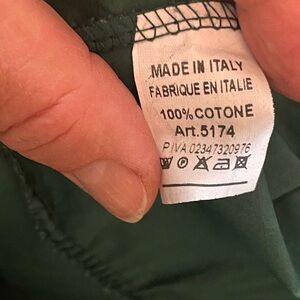 MADE IN ITALY
FABRIQUE EN ITALIE
100% COTONE
Art.5174
P.IVA 02347320976